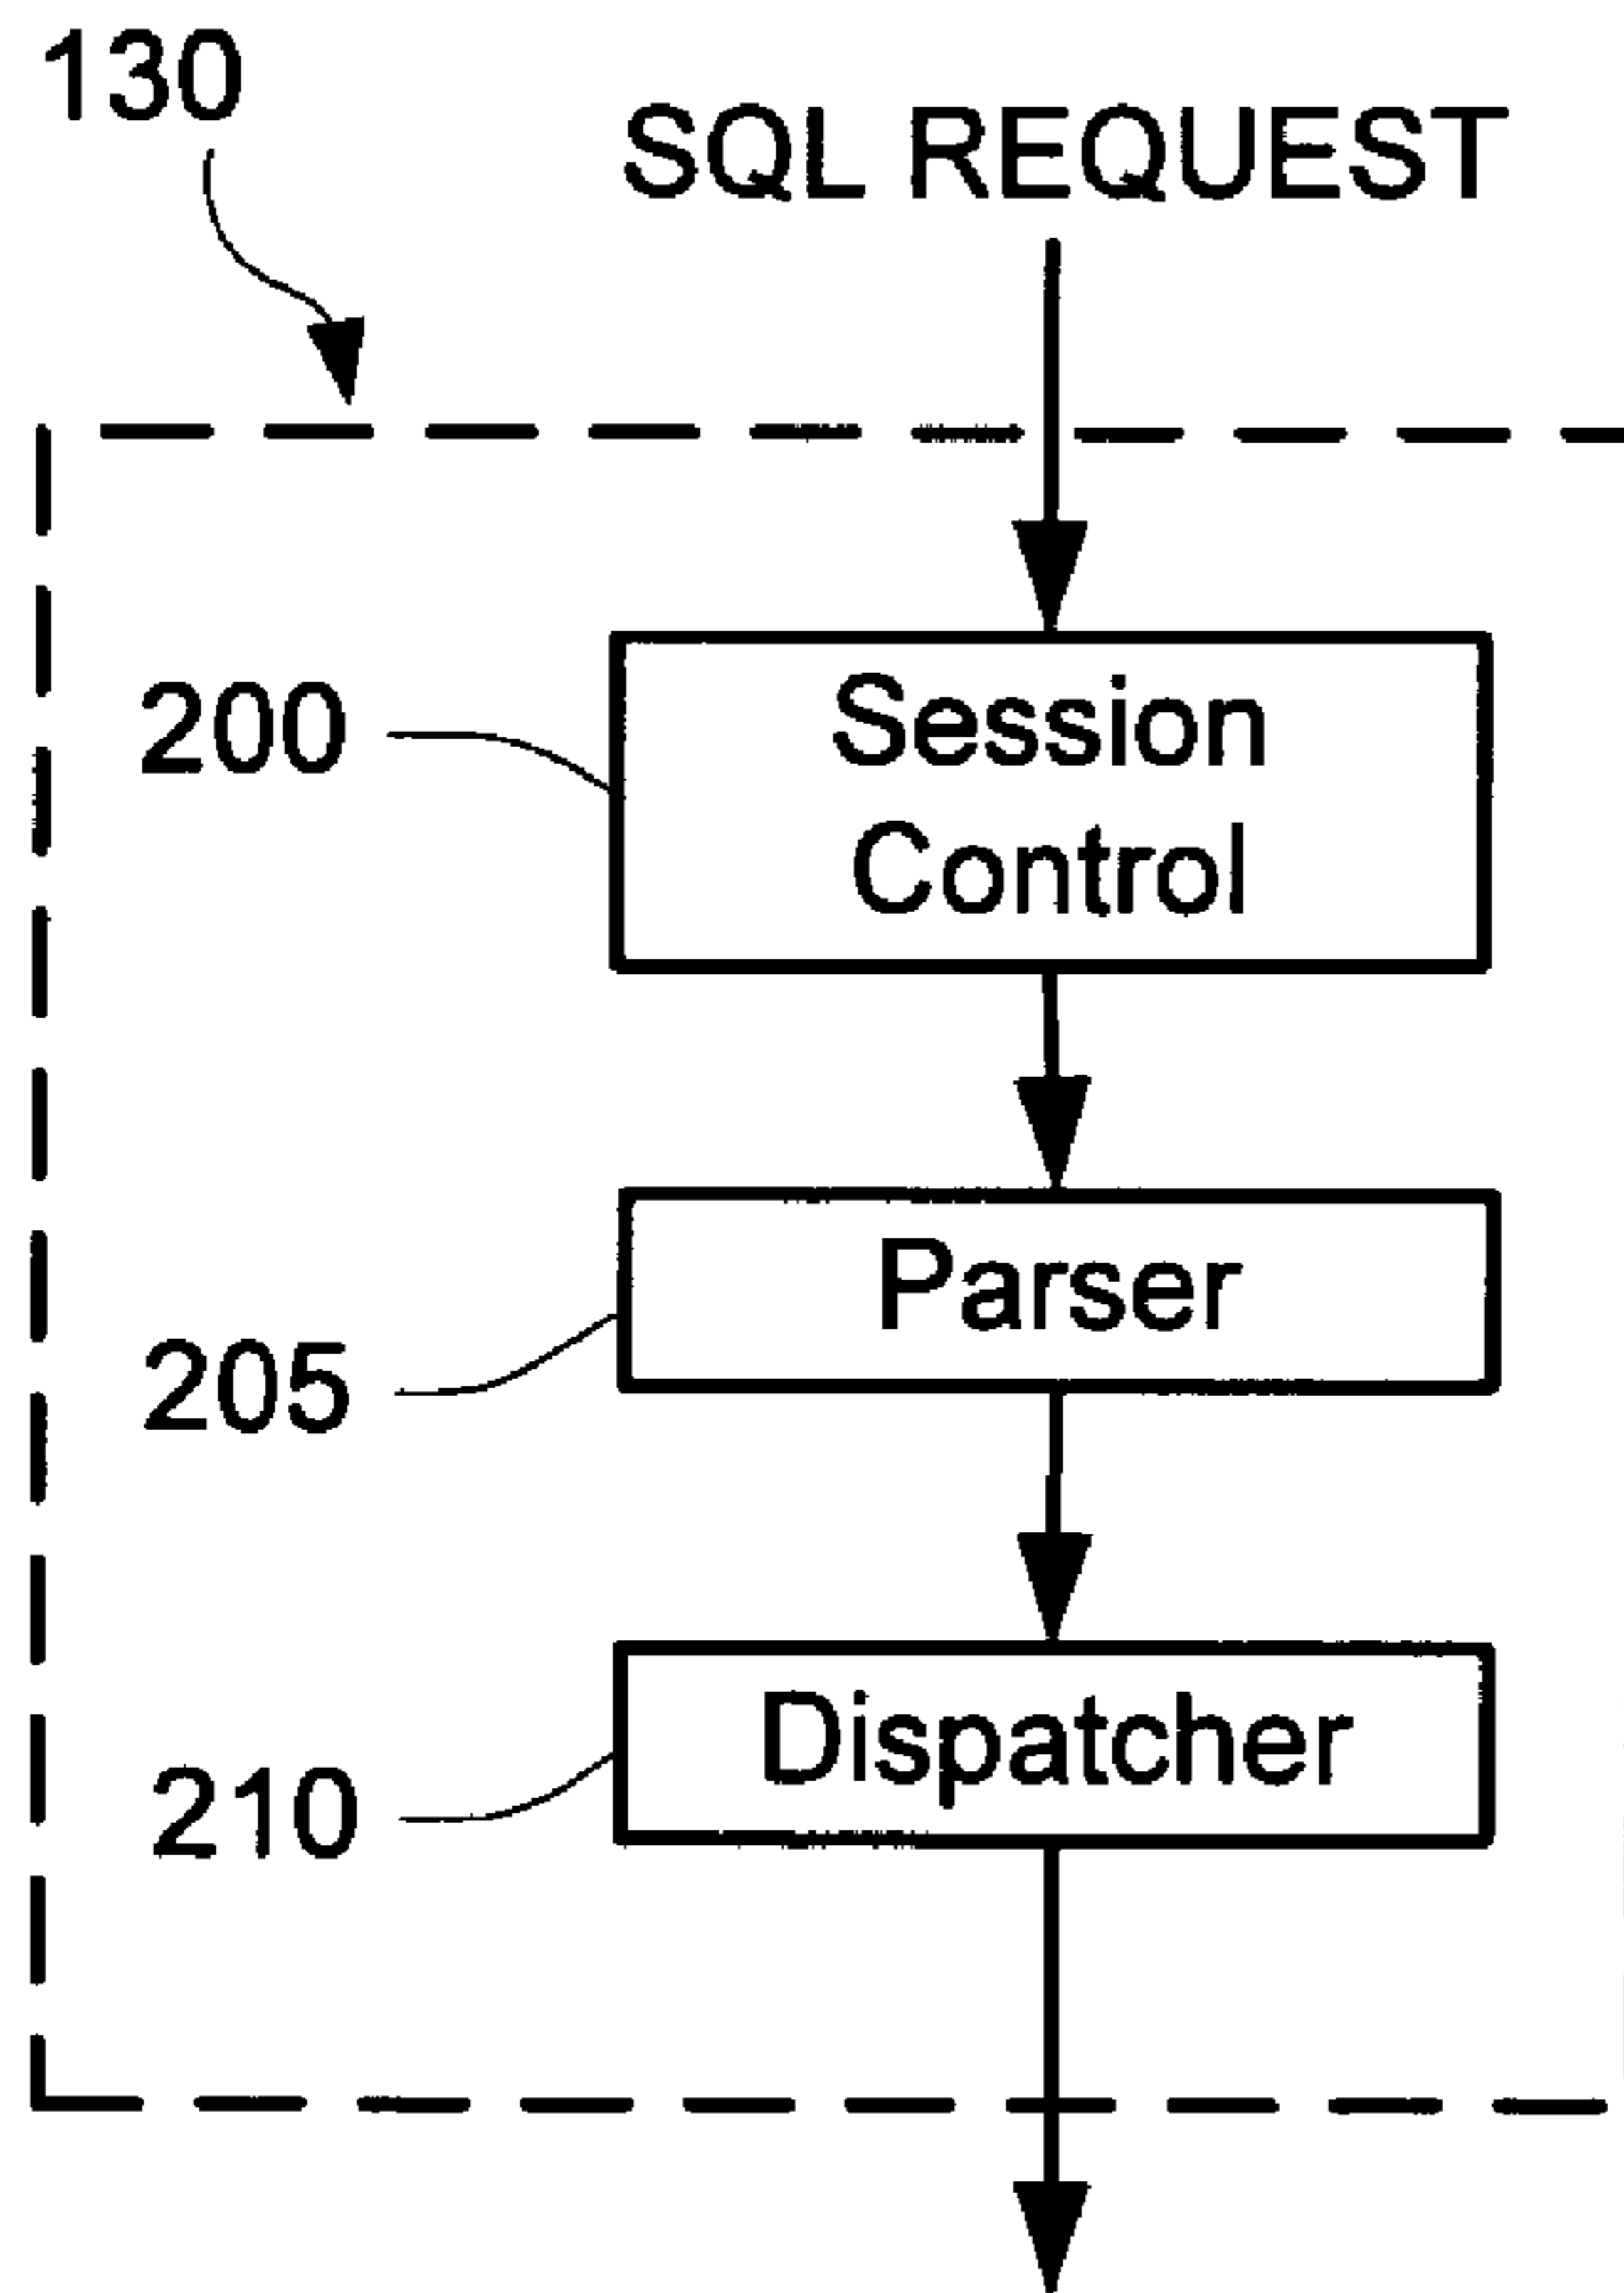 130
SQL REQUEST
200
Session
Control
205
Parser
210
Dispatcher